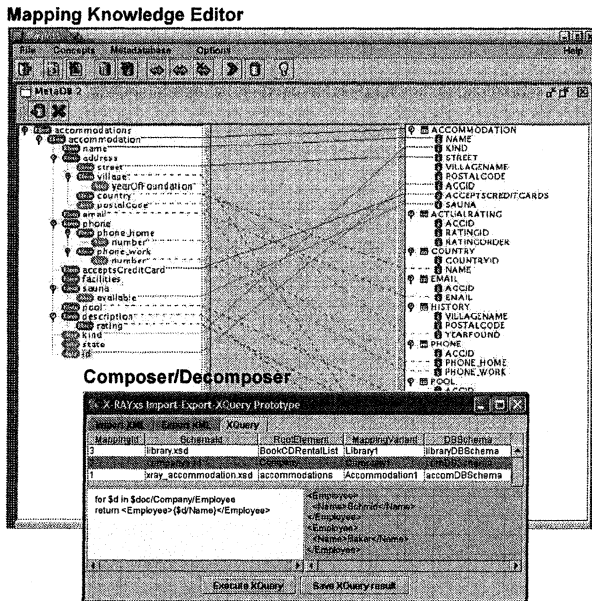 Mapping Knowledge Editor
File Concepts Metadatabase Options Help
MetaDB 2
accommodations
accommodation
name
address
street
village
yearOfFoundation
country
postalCode
email
phone
phone_home
number
phone_work
number
acceptsCreditCard
facilities
sauna
available
pool
description
rating
kind
state
id
ACCOMMODATION
NAME
KIND
STREET
VILLAGENAME
POSTALCODE
ACCID
ACCEPTSCREDITCARDS
SAUNA
ACTUALRATING
ACCID
RATINGID
RATINGORDER
COUNTRY
COUNTRYID
NAME
EMAIL
ACCID
EMAIL
HISTORY
VILLAGENAME
POSTALCODE
YEARFOUND
PHONE
ACCID
PHONE_HOME
PHONE_WORK
POOL
ACCID
Composer/Decomposer
X-RAYxs Import-Export-XQuery Prototype
Import XML Export XML XQuery
MappingId SchemaId RootElement MappingVariant DBSchema
3 library.xsd BookCDRentalList Library1 libraryDBSchema
1 xray_accommodation.xsd accommodations Accommodation1 accomDBSchema
for $d in $doc/Company/Employee
return <Employee>{$d/Name}</Employee>
<Employee>
<Name>Schmid</Name>
</Employee>
<Employee>
<Name>Baker</Name>
</Employee>
Execute XQuery Save XQuery result